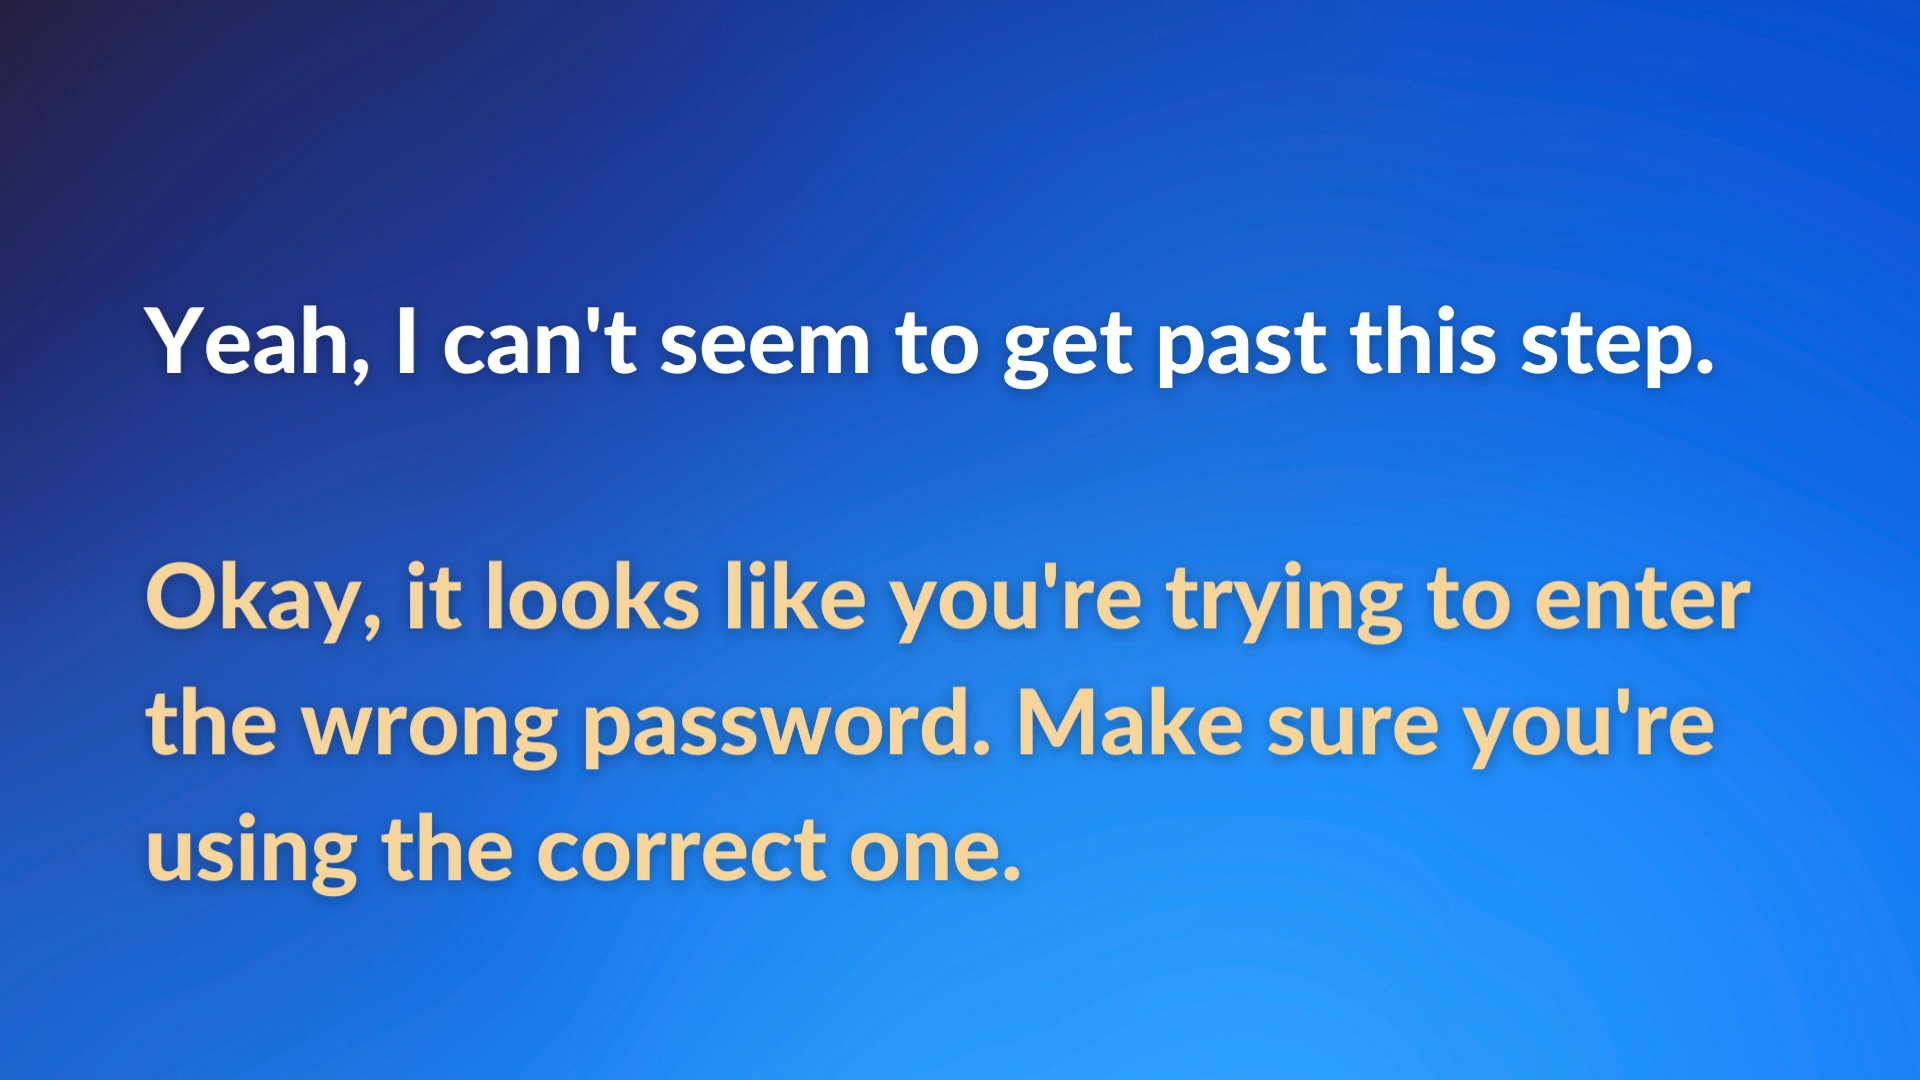 Yeah, I can't seem to get past this step.
Okay, it looks like you're trying to enter
the wrong password. Make sure you're
using the correct one.